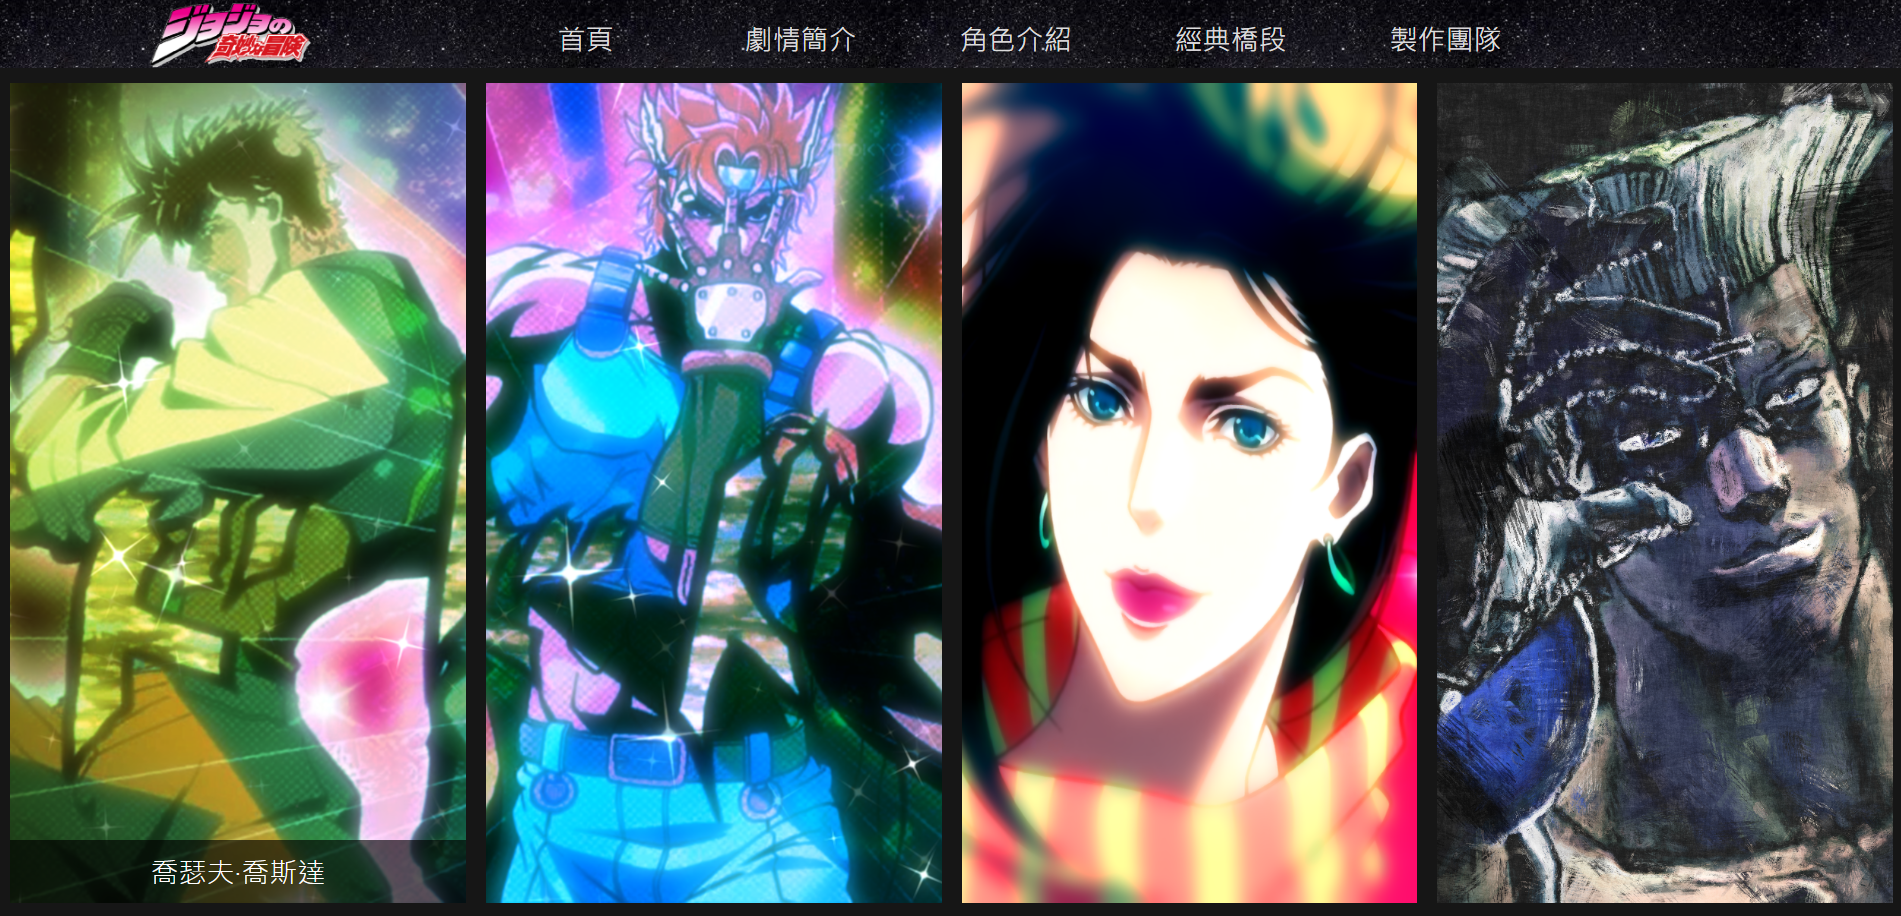 ジョジョの
奇妙な冒険
首頁
劇情簡介
角色介紹
經典橋段
製作團隊
喬瑟夫·喬斯達